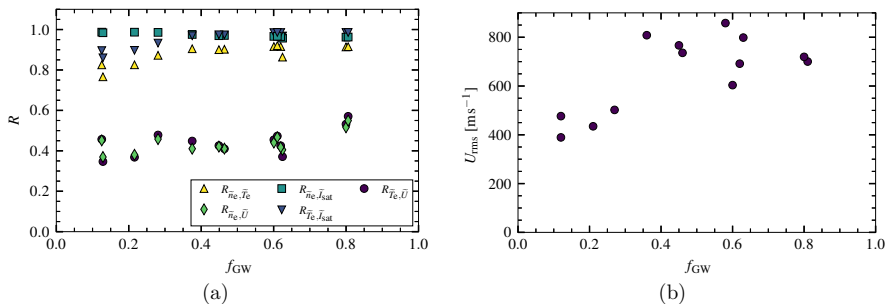 1.0
0.8
0.6
0.4
0.2
0.0
R
0.0 0.2 0.4 0.6 0.8 1.0
f_GW
R_{ñe,T̃e} R_{ñe,Ĩsat} R_{T̃e,Ũ}
R_{ñe,Ũ} R_{T̃e,Ĩsat}
(a)
800
600
400
200
0
U_rms [ms⁻¹]
0.0 0.2 0.4 0.6 0.8 1.0
f_GW
(b)